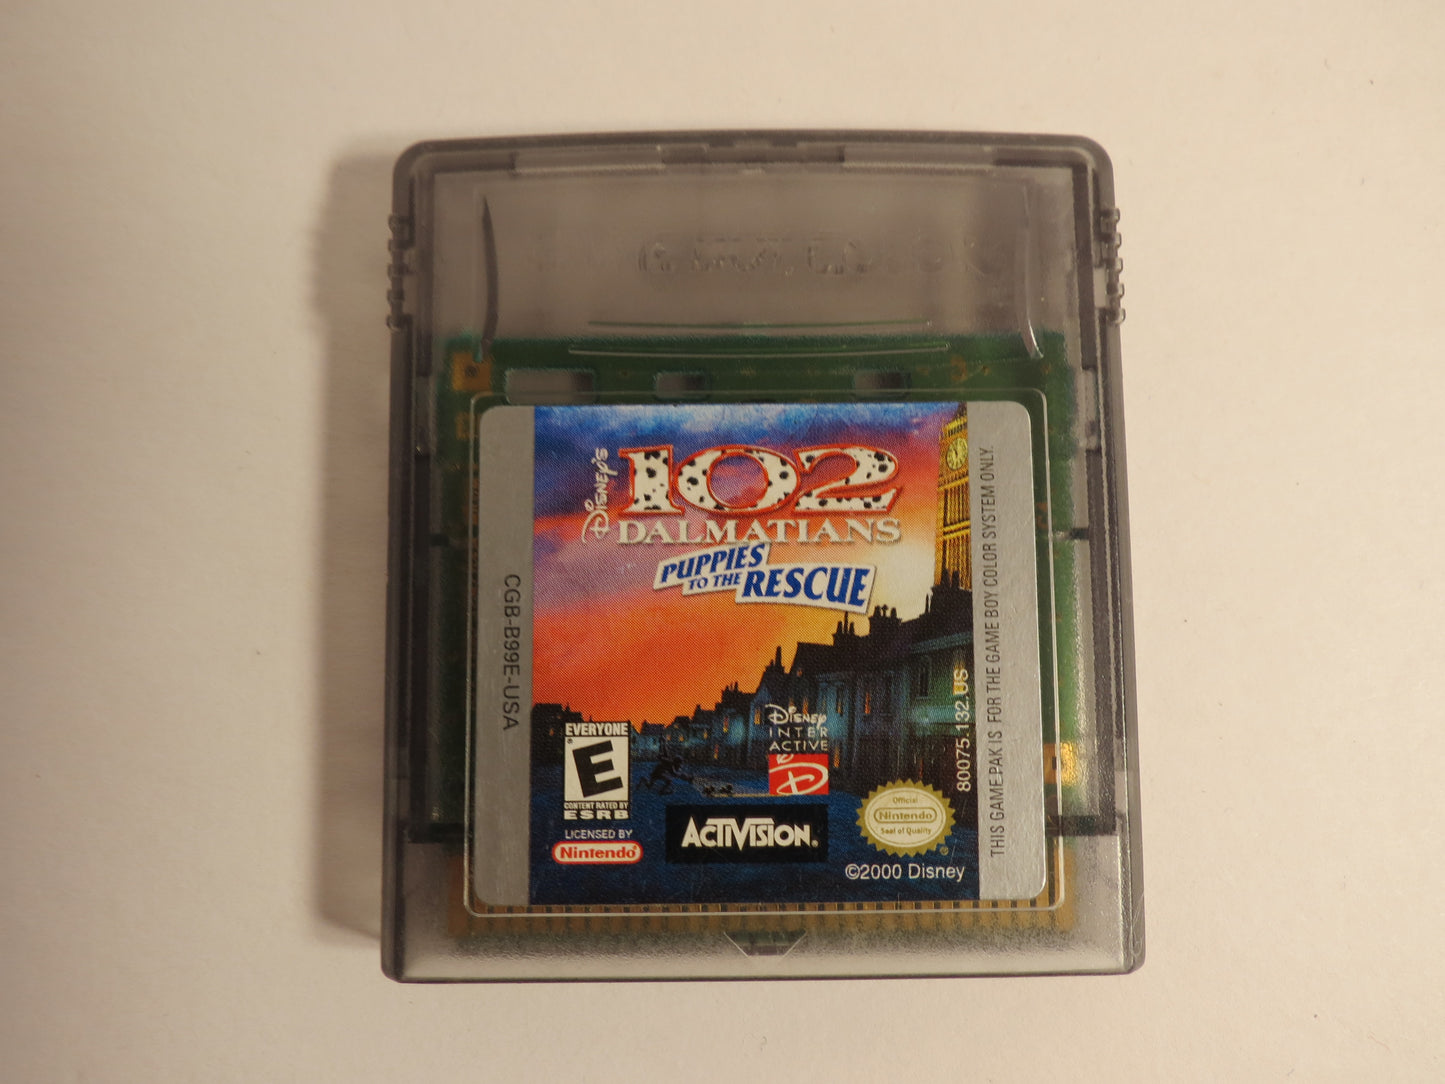 Disney's
102
DALMATIANS
PUPPIES
TO THE RESCUE
CGB-B99E-USA
THIS GAMEPAK IS FOR THE GAME BOY COLOR SYSTEM ONLY.
80075.132.US
EVERYONE
E
CONTENT RATED BY
ESRB
Disney
INTER
ACTIVE
D
LICENSED BY
Nintendo
ACTIVISION.
Official
Nintendo
Seal of Quality
©2000 Disney